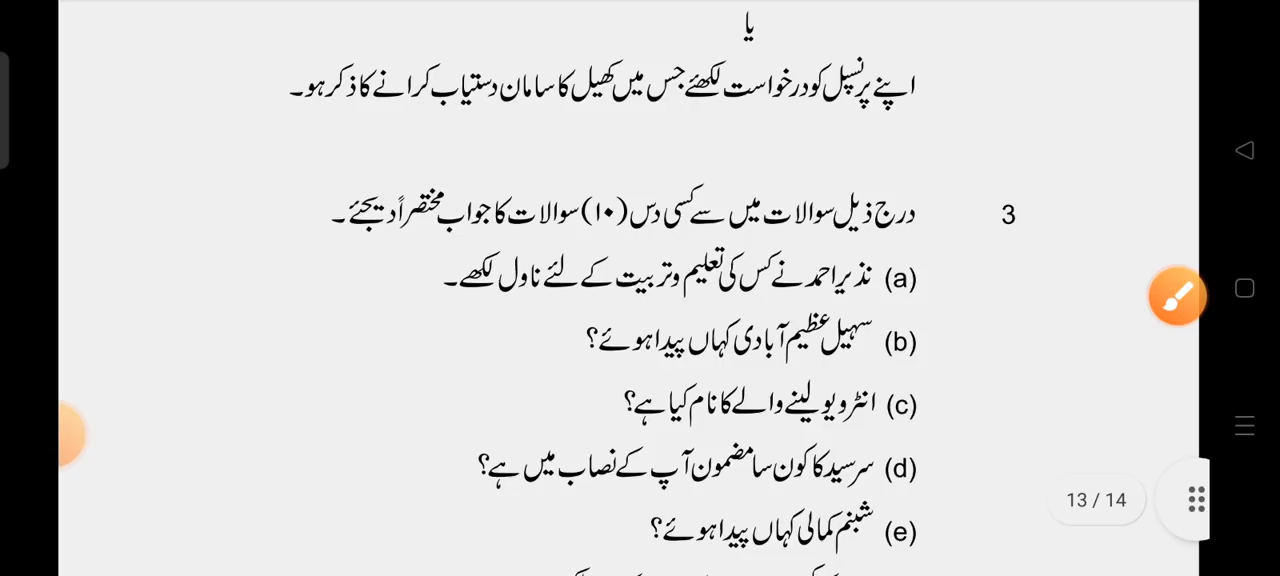 یا
اپنے پرنسپل کو درخواست لکھئے جس میں کھیل کا سامان دستیاب کرانے کا ذکر ہو۔
3 درج ذیل سوالات میں سے کسی دس (۱۰) سوالات کا جواب مختصراً دیجئے۔
(a) نذیر احمد نے کس کی تعلیم و تربیت کے لئے ناول لکھے۔
(b) سہیل عظیم آبادی کہاں پیدا ہوئے؟
(c) انٹرویو لینے والے کا نام کیا ہے؟
(d) سرسید کا کون سا مضمون آپ کے نصاب میں ہے؟
(e) شبنم کمالی کہاں پیدا ہوئے؟
13 / 14